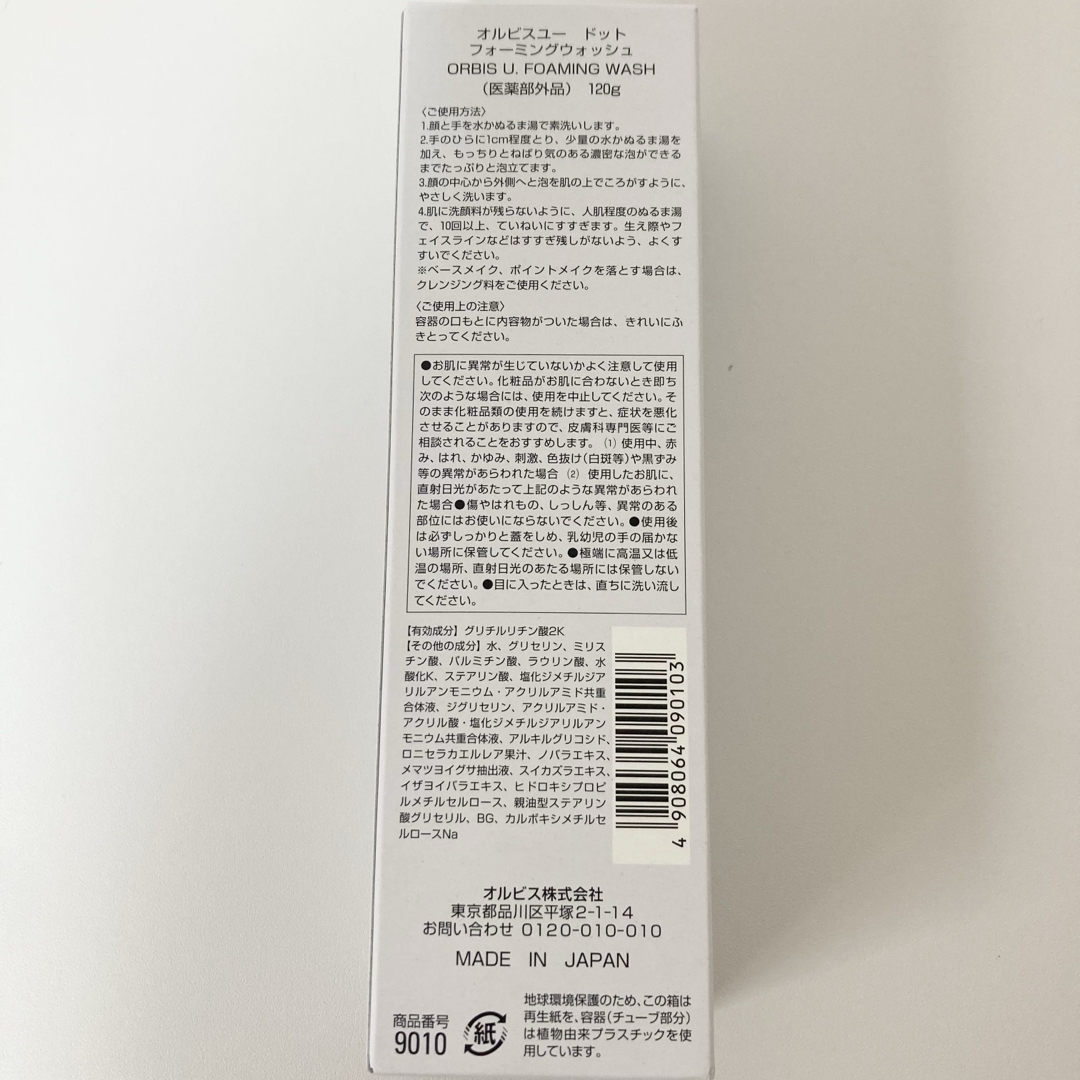 オルビスユー　ドット
フォーミングウォッシュ
ORBIS U. FOAMING WASH
（医薬部外品）　120g
〈ご使用方法〉
1.顔と手を水かぬるま湯で素洗いします。
2.手のひらに1cm程度とり、少量の水かぬるま湯を
加え、もっちりとねばり気のある濃密な泡ができる
までたっぷりと泡立てます。
3.顔の中心から外側へと泡を肌の上でころがすように、
やさしく洗います。
4.肌に洗顔料が残らないように、人肌程度のぬるま湯
で、10回以上、ていねいにすすぎます。生え際やフ
ェイスラインなどはすすぎ残しがないよう、よくす
すいでください。
※ベースメイク、ポイントメイクを落とす場合は、
クレンジング料をご使用ください。
〈ご使用上の注意〉
容器の口もとに内容物がついた場合は、きれいにふ
きとってください。
●お肌に異常が生じていないかよく注意して使用
してください。化粧品がお肌に合わないとき即ち
次のような場合には、使用を中止してください。そ
のまま化粧品類の使用を続けますと、症状を悪化
させることがありますので、皮膚科専門医等にご
相談されることをおすすめします。⑴ 使用中、赤
み、はれ、かゆみ、刺激、色抜け（白斑等）や黒ずみ
等の異常があらわれた場合 ⑵ 使用したお肌に、
直射日光があたって上記のような異常があらわれ
た場合●傷やはれもの、しっしん等、異常のある
部位にはお使いにならないでください。●使用後
は必ずしっかりと蓋をしめ、乳幼児の手の届かな
い場所に保管してください。●極端に高温又は低
温の場所、直射日光のあたる場所には保管しない
でください。●目に入ったときは、直ちに洗い流し
てください。
【有効成分】グリチルリチン酸2K
【その他の成分】水、グリセリン、ミリス
チン酸、パルミチン酸、ラウリン酸、水
酸化K、ステアリン酸、塩化ジメチルジア
リルアンモニウム・アクリルアミド共重
合体液、ジグリセリン、アクリルアミド・
アクリル酸・塩化ジメチルジアリルアン
モニウム共重合体液、アルキルグリコシド、
ロニセラカエルレア果汁、ノバラエキス、
メマツヨイグサ抽出液、スイカズラエキス、
イザヨイバラエキス、ヒドロキシプロピ
ルメチルセルロース、親油型ステアリン
酸グリセリル、BG、カルボキシメチルセ
ルロースNa
4 908064 090103
オルビス株式会社
東京都品川区平塚2-1-14
お問い合わせ 0120-010-010
MADE IN JAPAN
商品番号
9010
紙
地球環境保護のため、この箱は
再生紙を、容器（チューブ部分）
は植物由来プラスチックを使
用しています。